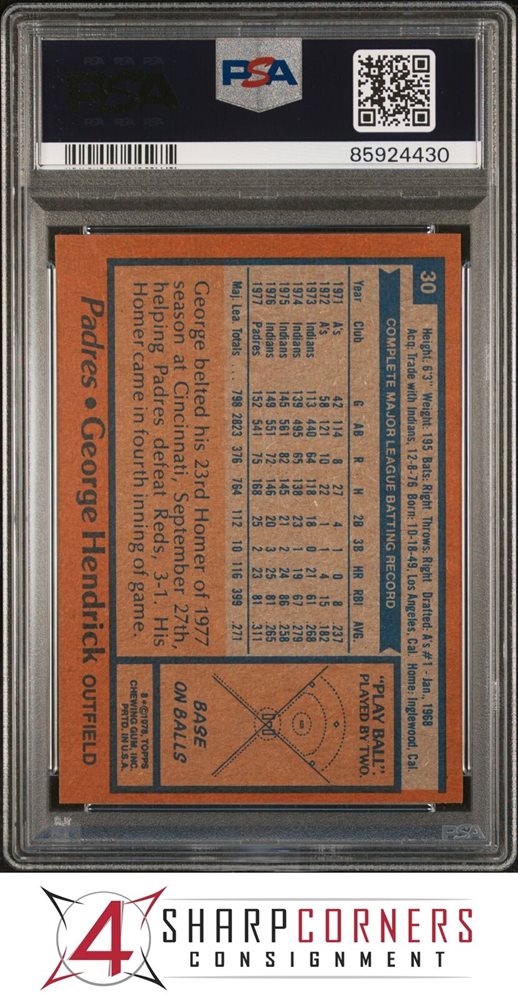 PSA
PSA
85924430
30
Height: 6'3" Weight: 195 Bats: Right Throws: Right Drafted: A's #1 - Jan., 1968
Acq: Trade with Indians, 12-8-76 Born: 10-18-49, Los Angeles, Cal. Home: Inglewood, Cal.
COMPLETE MAJOR LEAGUE BATTING RECORD
Year Club G AB R H 2B 3B HR RBI AVG.
1971 A's 42 114 8 27 4 1 0 8 .237
1972 A's 58 121 10 22 1 1 4 15 .182
1973 Indians 113 440 64 118 18 0 21 61 .268
1974 Indians 139 495 65 138 23 1 19 67 .279
1975 Indians 145 561 82 145 21 2 24 86 .258
1976 Indians 149 551 72 146 20 3 25 81 .265
1977 Padres 152 541 75 168 25 2 23 81 .311
Maj. Lea. Totals . . . 798 2823 376 764 112 10 116 399 .271
George belted his 23rd Homer of 1977
season at Cincinnati, September 27th,
helping Padres defeat Reds, 3-1. His
Homer came in fourth inning of game.
"PLAY BALL".
PLAYED BY TWO.
BASE
ON BALLS
Padres • George Hendrick OUTFIELD
B * © 1978, TOPPS
CHEWING GUM, INC.
PRTD. IN U.S.A.
PSA
4 SHARPCORNERS
CONSIGNMENT